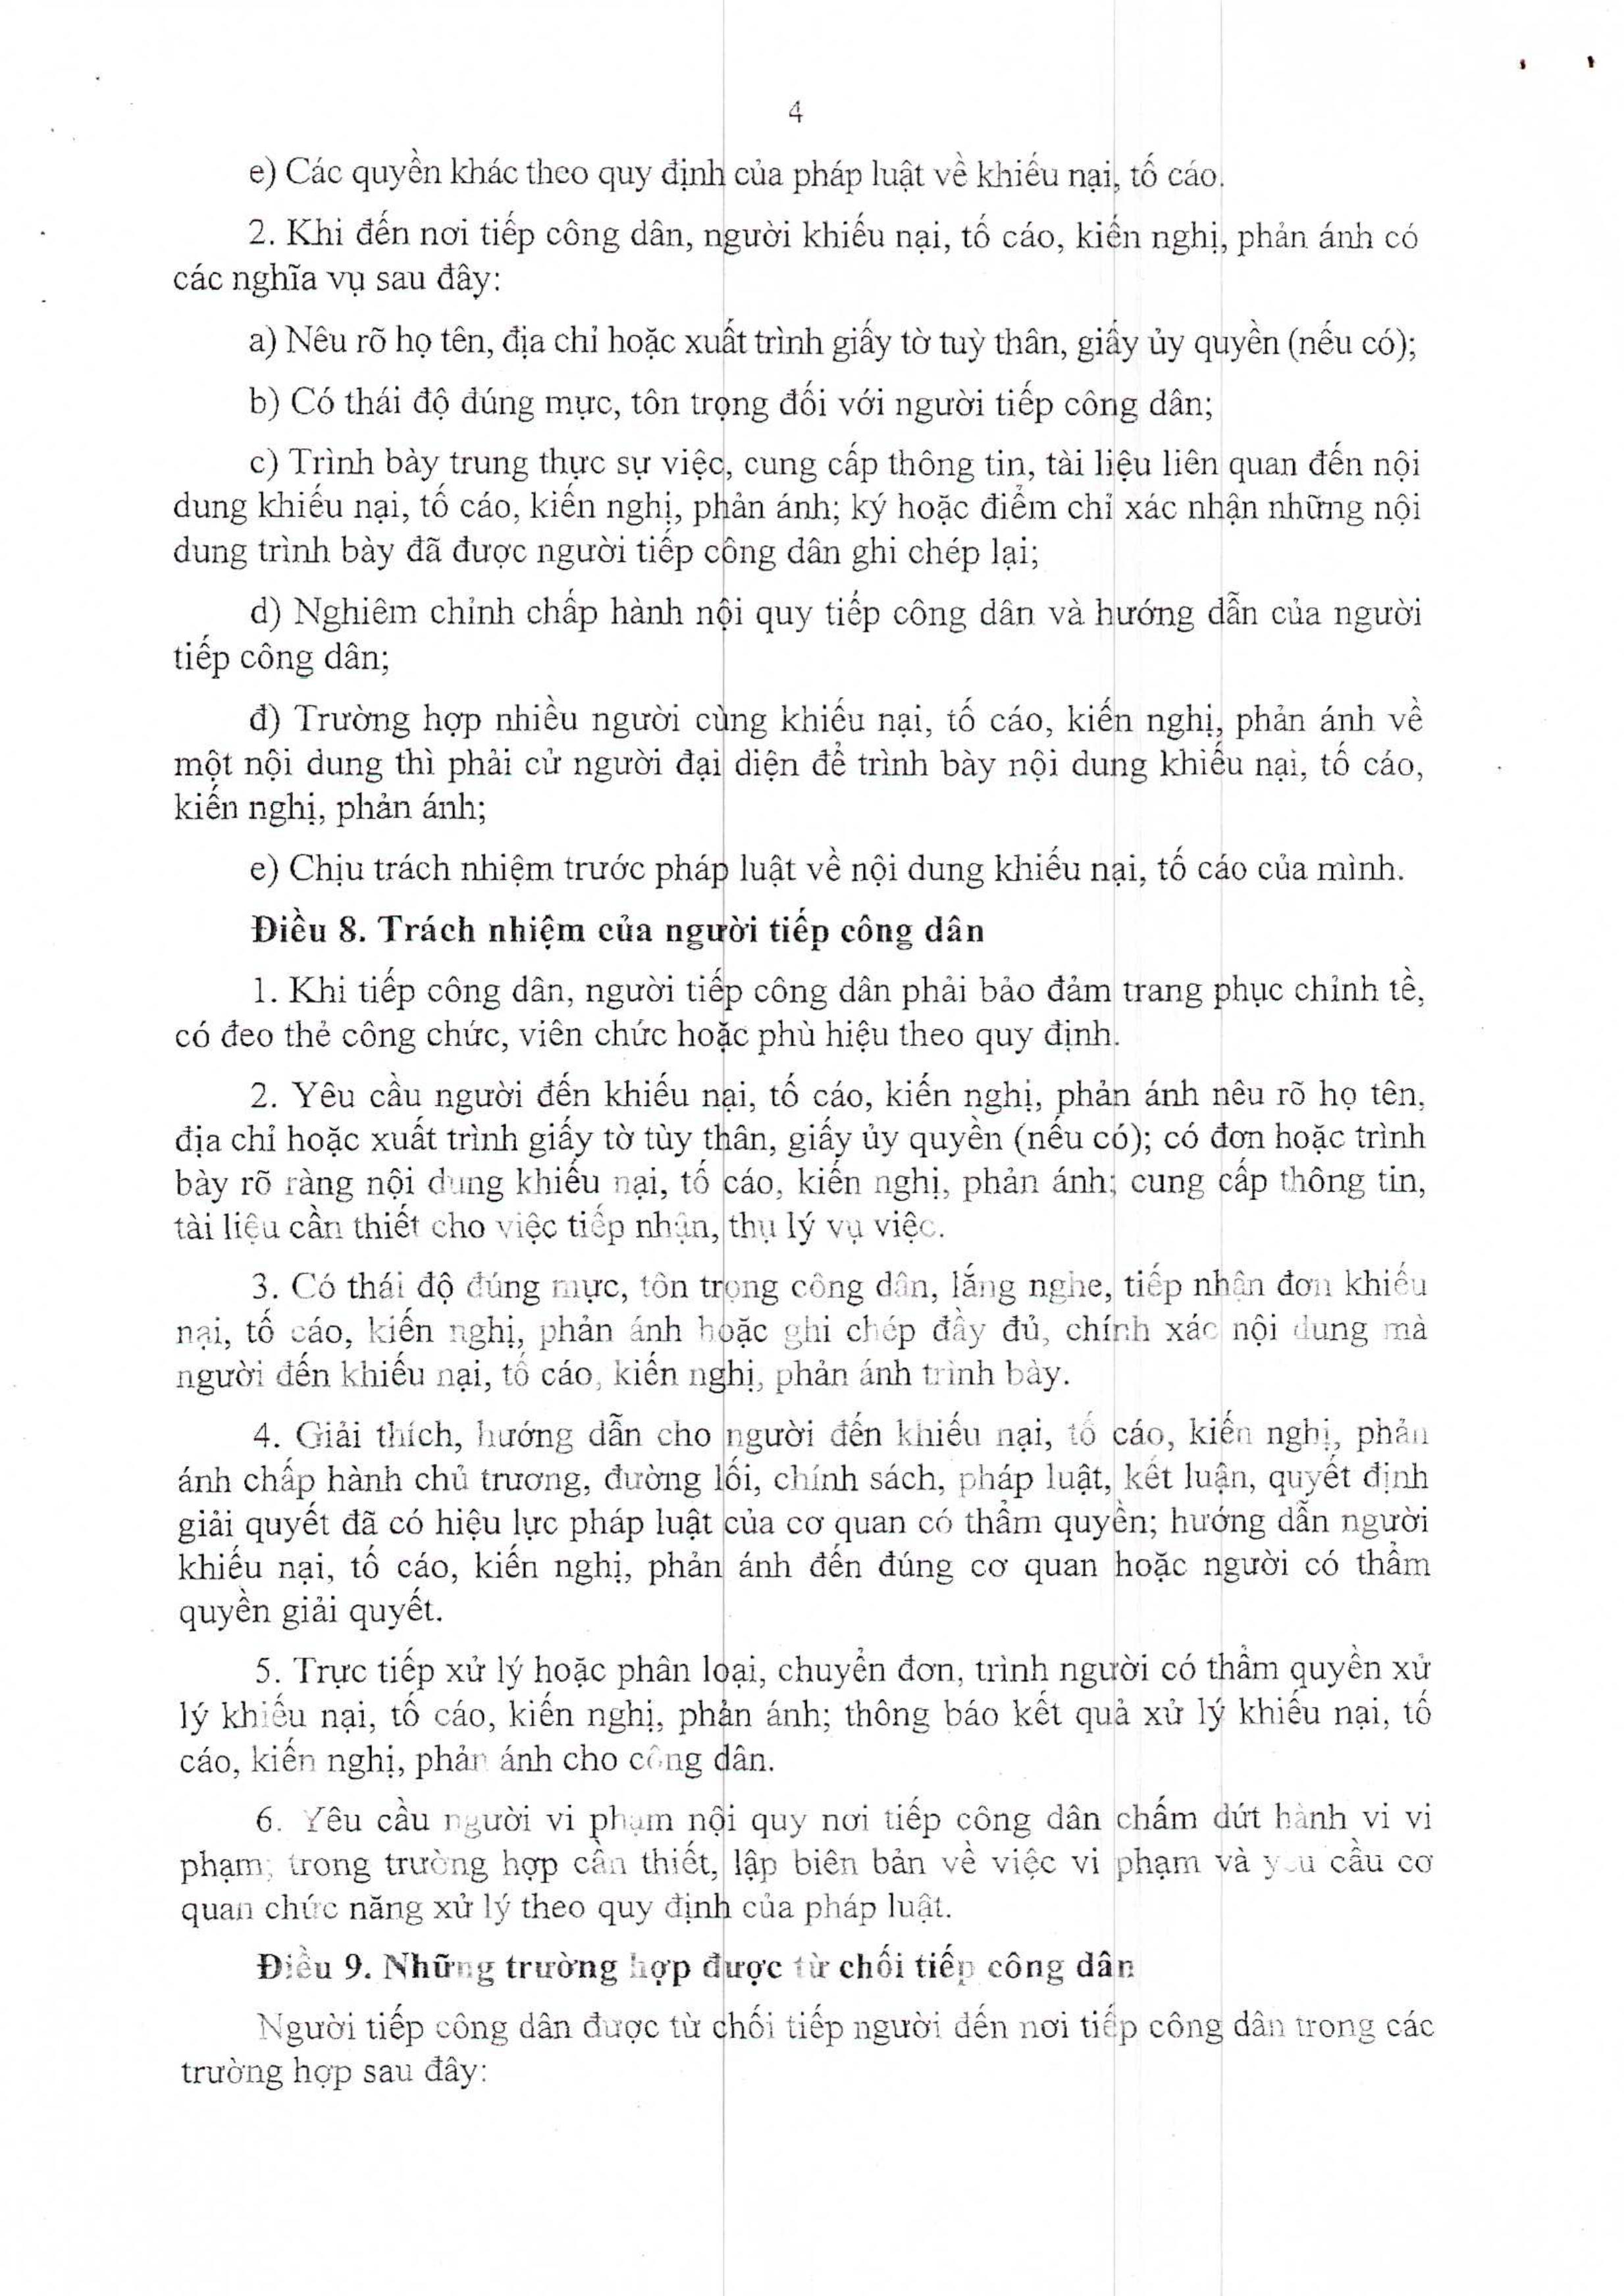 4
e) Các quyền khác theo quy định của pháp luật về khiếu nại, tố cáo.
2. Khi đến nơi tiếp công dân, người khiếu nại, tố cáo, kiến nghị, phản ánh có
các nghĩa vụ sau đây:
a) Nêu rõ họ tên, địa chỉ hoặc xuất trình giấy tờ tuỳ thân, giấy ủy quyền (nếu có);
b) Có thái độ đúng mực, tôn trọng đối với người tiếp công dân;
c) Trình bày trung thực sự việc, cung cấp thông tin, tài liệu liên quan đến nội
dung khiếu nại, tố cáo, kiến nghị, phản ánh; ký hoặc điểm chỉ xác nhận những nội
dung trình bày đã được người tiếp công dân ghi chép lại;
d) Nghiêm chỉnh chấp hành nội quy tiếp công dân và hướng dẫn của người
tiếp công dân;
đ) Trường hợp nhiều người cùng khiếu nại, tố cáo, kiến nghị, phản ánh về
một nội dung thì phải cử người đại diện để trình bày nội dung khiếu nại, tố cáo,
kiến nghị, phản ánh;
e) Chịu trách nhiệm trước pháp luật về nội dung khiếu nại, tố cáo của mình.
Điều 8. Trách nhiệm của người tiếp công dân
1. Khi tiếp công dân, người tiếp công dân phải bảo đảm trang phục chỉnh tề,
có đeo thẻ công chức, viên chức hoặc phù hiệu theo quy định.
2. Yêu cầu người đến khiếu nại, tố cáo, kiến nghị, phản ánh nêu rõ họ tên,
địa chỉ hoặc xuất trình giấy tờ tùy thân, giấy ủy quyền (nếu có); có đơn hoặc trình
bày rõ ràng nội dung khiếu nại, tố cáo, kiến nghị, phản ánh; cung cấp thông tin,
tài liệu cần thiết cho việc tiếp nhận, thụ lý vụ việc.
3. Có thái độ đúng mực, tôn trọng công dân, lắng nghe, tiếp nhận đơn khiếu
nại, tố cáo, kiến nghị, phản ánh hoặc ghi chép đầy đủ, chính xác nội dung mà
người đến khiếu nại, tố cáo, kiến nghị, phản ánh trình bày.
4. Giải thích, hướng dẫn cho người đến khiếu nại, tố cáo, kiến nghị, phản
ánh chấp hành chủ trương, đường lối, chính sách, pháp luật, kết luận, quyết định
giải quyết đã có hiệu lực pháp luật của cơ quan có thẩm quyền; hướng dẫn người
khiếu nại, tố cáo, kiến nghị, phản ánh đến đúng cơ quan hoặc người có thẩm
quyền giải quyết.
5. Trực tiếp xử lý hoặc phân loại, chuyển đơn, trình người có thẩm quyền xử
lý khiếu nại, tố cáo, kiến nghị, phản ánh; thông báo kết quả xử lý khiếu nại, tố
cáo, kiến nghị, phản ánh cho công dân.
6. Yêu cầu người vi phạm nội quy nơi tiếp công dân chấm dứt hành vi vi
phạm; trong trường hợp cần thiết, lập biên bản về việc vi phạm và yêu cầu cơ
quan chức năng xử lý theo quy định của pháp luật.
Điều 9. Những trường hợp được từ chối tiếp công dân
Người tiếp công dân được từ chối tiếp người đến nơi tiếp công dân trong các
trường hợp sau đây: